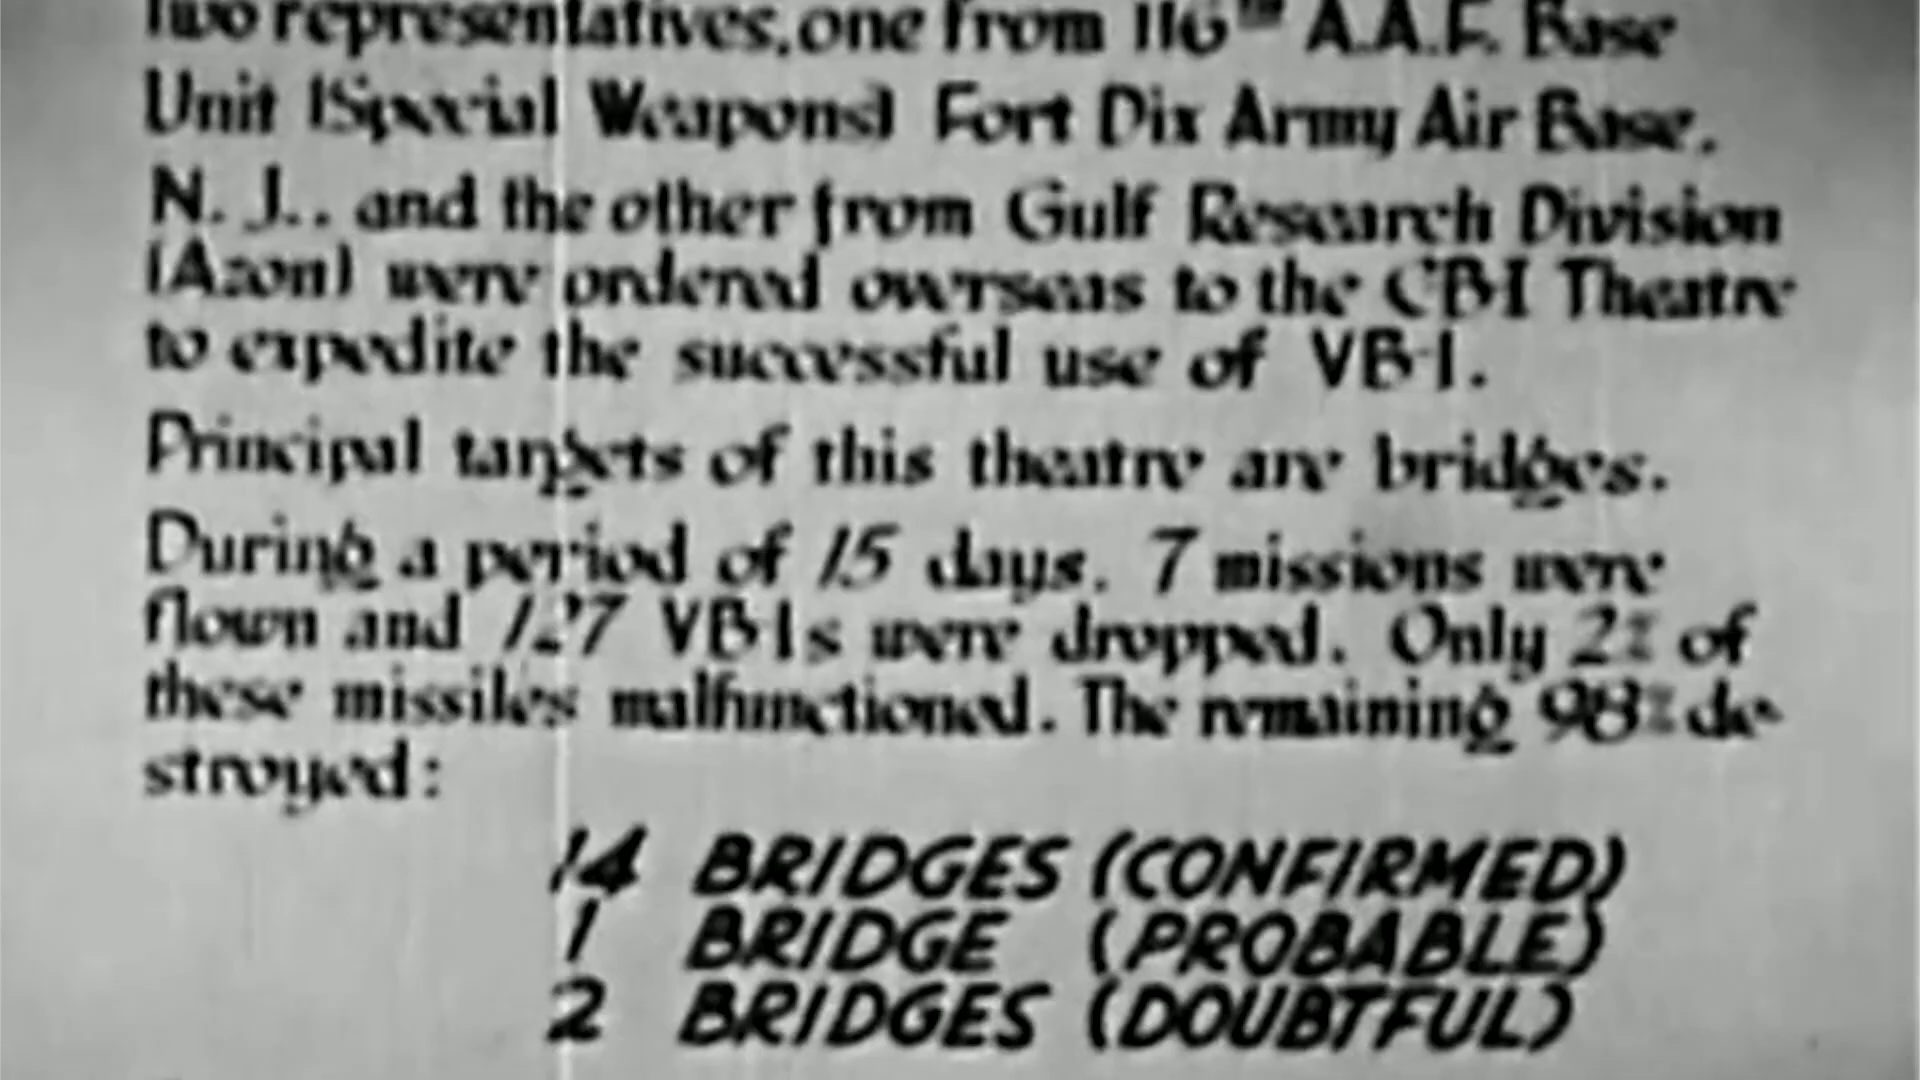 Two representatives, one from 116TH A.A.F. Base
Unit (Special Weapons) Fort Dix Army Air Base,
N. J., and the other from Gulf Research Division
(Azon) were ordered overseas to the CBI Theatre
to expedite the successful use of VB-1.
Principal targets of this theatre are bridges.
During a period of 15 days, 7 missions were
flown and 127 VB-1s were dropped. Only 2% of
these missiles malfunctioned. The remaining 98% de-
stroyed:
14 BRIDGES (CONFIRMED)
1 BRIDGE (PROBABLE)
2 BRIDGES (DOUBTFUL)